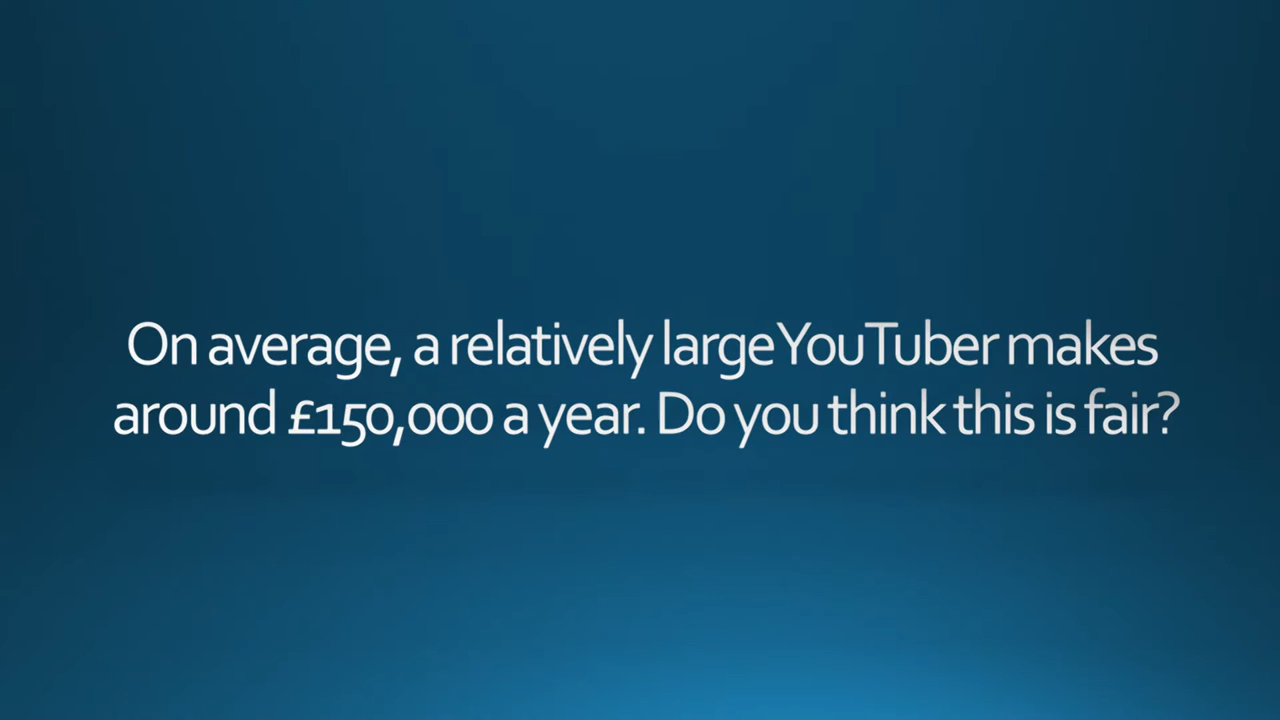 On average, a relatively large YouTuber makes
around £150,000 a year. Do you think this is fair?